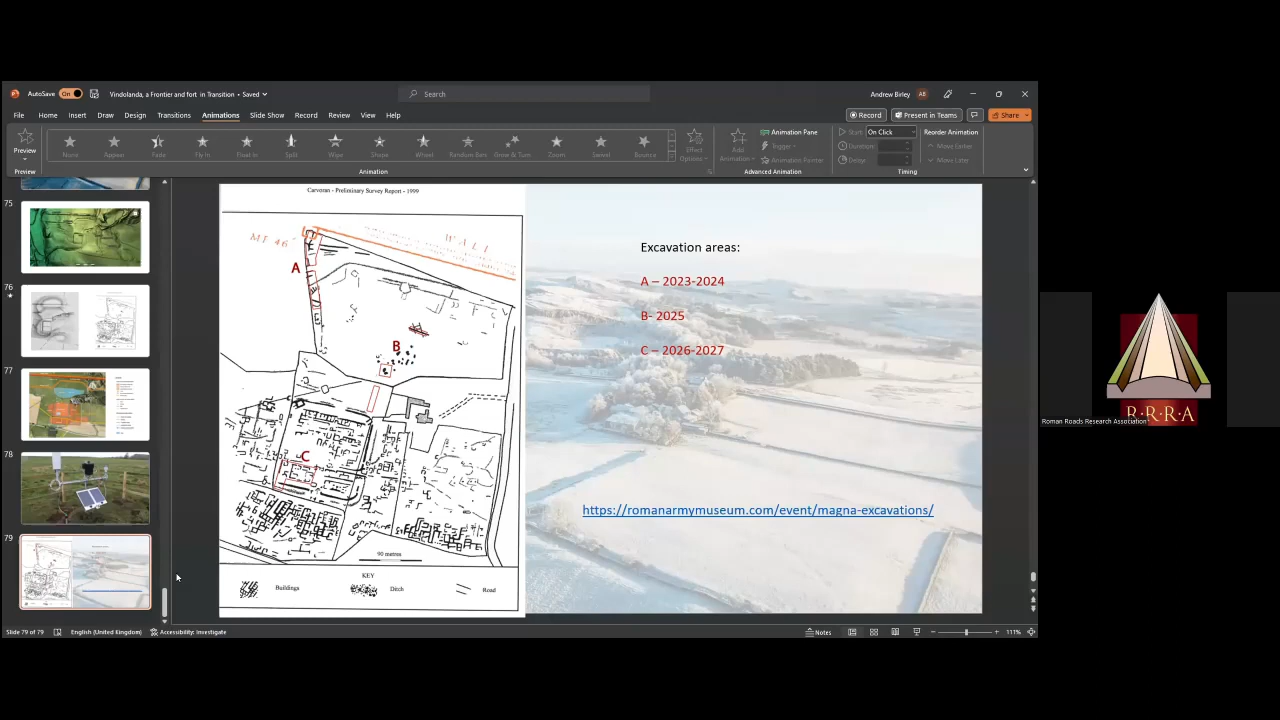 AutoSave On Vindolanda, a Frontier and fort in Transition • Saved Search Andrew Birley AB
File Home Insert Draw Design Transitions Animations Slide Show Record Review View Help Record Present in Teams Share
Preview None Appear Fade Fly In Float In Split Wipe Shape Wheel Random Bars Grow & Turn Zoom Swivel Bounce Effect Options Add Animation Animation Pane Trigger Animation Painter Start: On Click Duration: Delay: Reorder Animation Move Earlier Move Later
Preview Animation Advanced Animation Timing
75
76
77
78
79
Carvoran - Preliminary Survey Report - 1999
MT 46
WALL
A
B
C
90 metres
KEY
Buildings Ditch Road
Excavation areas:
A – 2023-2024
B- 2025
C – 2026-2027
https://romanarmymuseum.com/event/magna-excavations/
R·R·R·A
Roman Roads Research Association
Slide 79 of 79 English (United Kingdom) Accessibility: Investigate Notes 111%